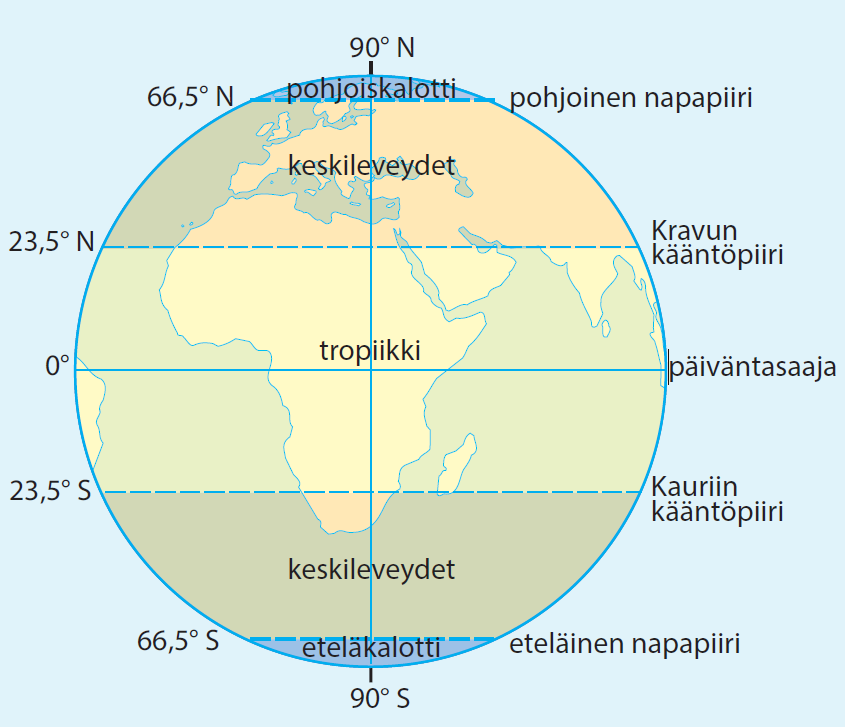 90° N
pohjoiskalotti
66,5° N
pohjoinen napapiiri
keskileveydet
23,5° N
Kravun
kääntöpiiri
tropiikki
0°
päiväntasaaja
23,5° S
Kauriin
kääntöpiiri
keskileveydet
66,5° S
eteläkalotti
eteläinen napapiiri
90° S